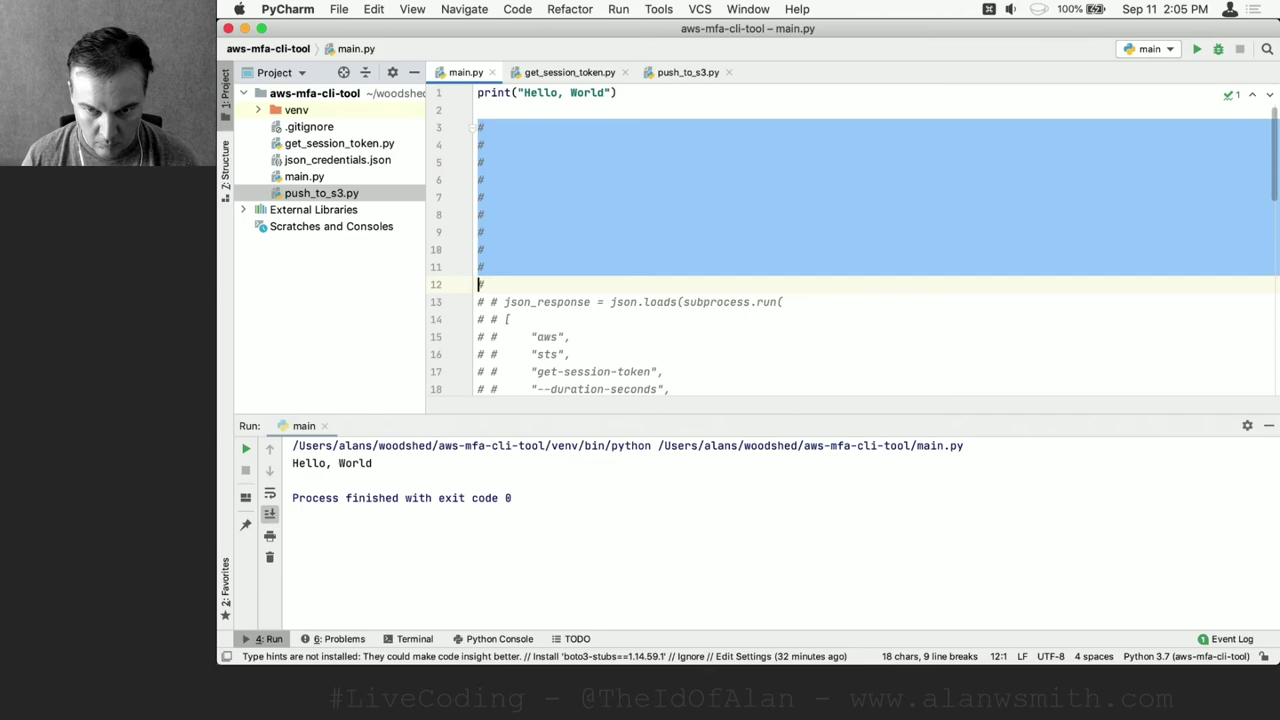 PyCharm File Edit View Navigate Code Refactor Run Tools VCS Window Help 100% Sep 11 2:05 PM
aws-mfa-cli-tool – main.py
aws-mfa-cli-tool main.py main
1: Project
Project main.py get_session_token.py push_to_s3.py
aws-mfa-cli-tool ~/woodshed
venv
.gitignore
get_session_token.py
json_credentials.json
main.py
push_to_s3.py
External Libraries
Scratches and Consoles
Z: Structure
1 print("Hello, World") 1
2
3 #
4 #
5 #
6 #
7 #
8 #
9 #
10 #
11 #
12 #
13 # # json_response = json.loads(subprocess.run(
14 # # [
15 # # "aws",
16 # # "sts",
17 # # "get-session-token",
18 # # "--duration-seconds",
Run: main
/Users/alans/woodshed/aws-mfa-cli-tool/venv/bin/python /Users/alans/woodshed/aws-mfa-cli-tool/main.py
Hello, World
Process finished with exit code 0
2: Favorites
4: Run 6: Problems Terminal Python Console TODO 1 Event Log
Type hints are not installed: They could make code insight better. // Install 'boto3-stubs==1.14.59.1' // Ignore // Edit Settings (32 minutes ago) 18 chars, 9 line breaks 12:1 LF UTF-8 4 spaces Python 3.7 (aws-mfa-cli-tool)
#LiveCoding - @TheIdOfAlan - www.alanwsmith.com